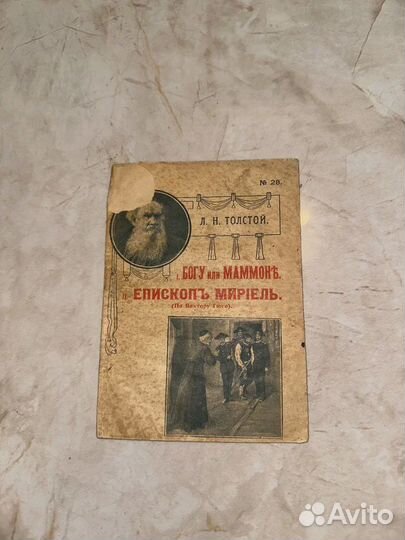 № 28.
Л. Н. ТОЛСТОЙ.
I. БОГУ или МАММОНѢ.
II. ЕПИСКОПЪ МИРІЕЛЬ.
(По Виктору Гюго).
Avito